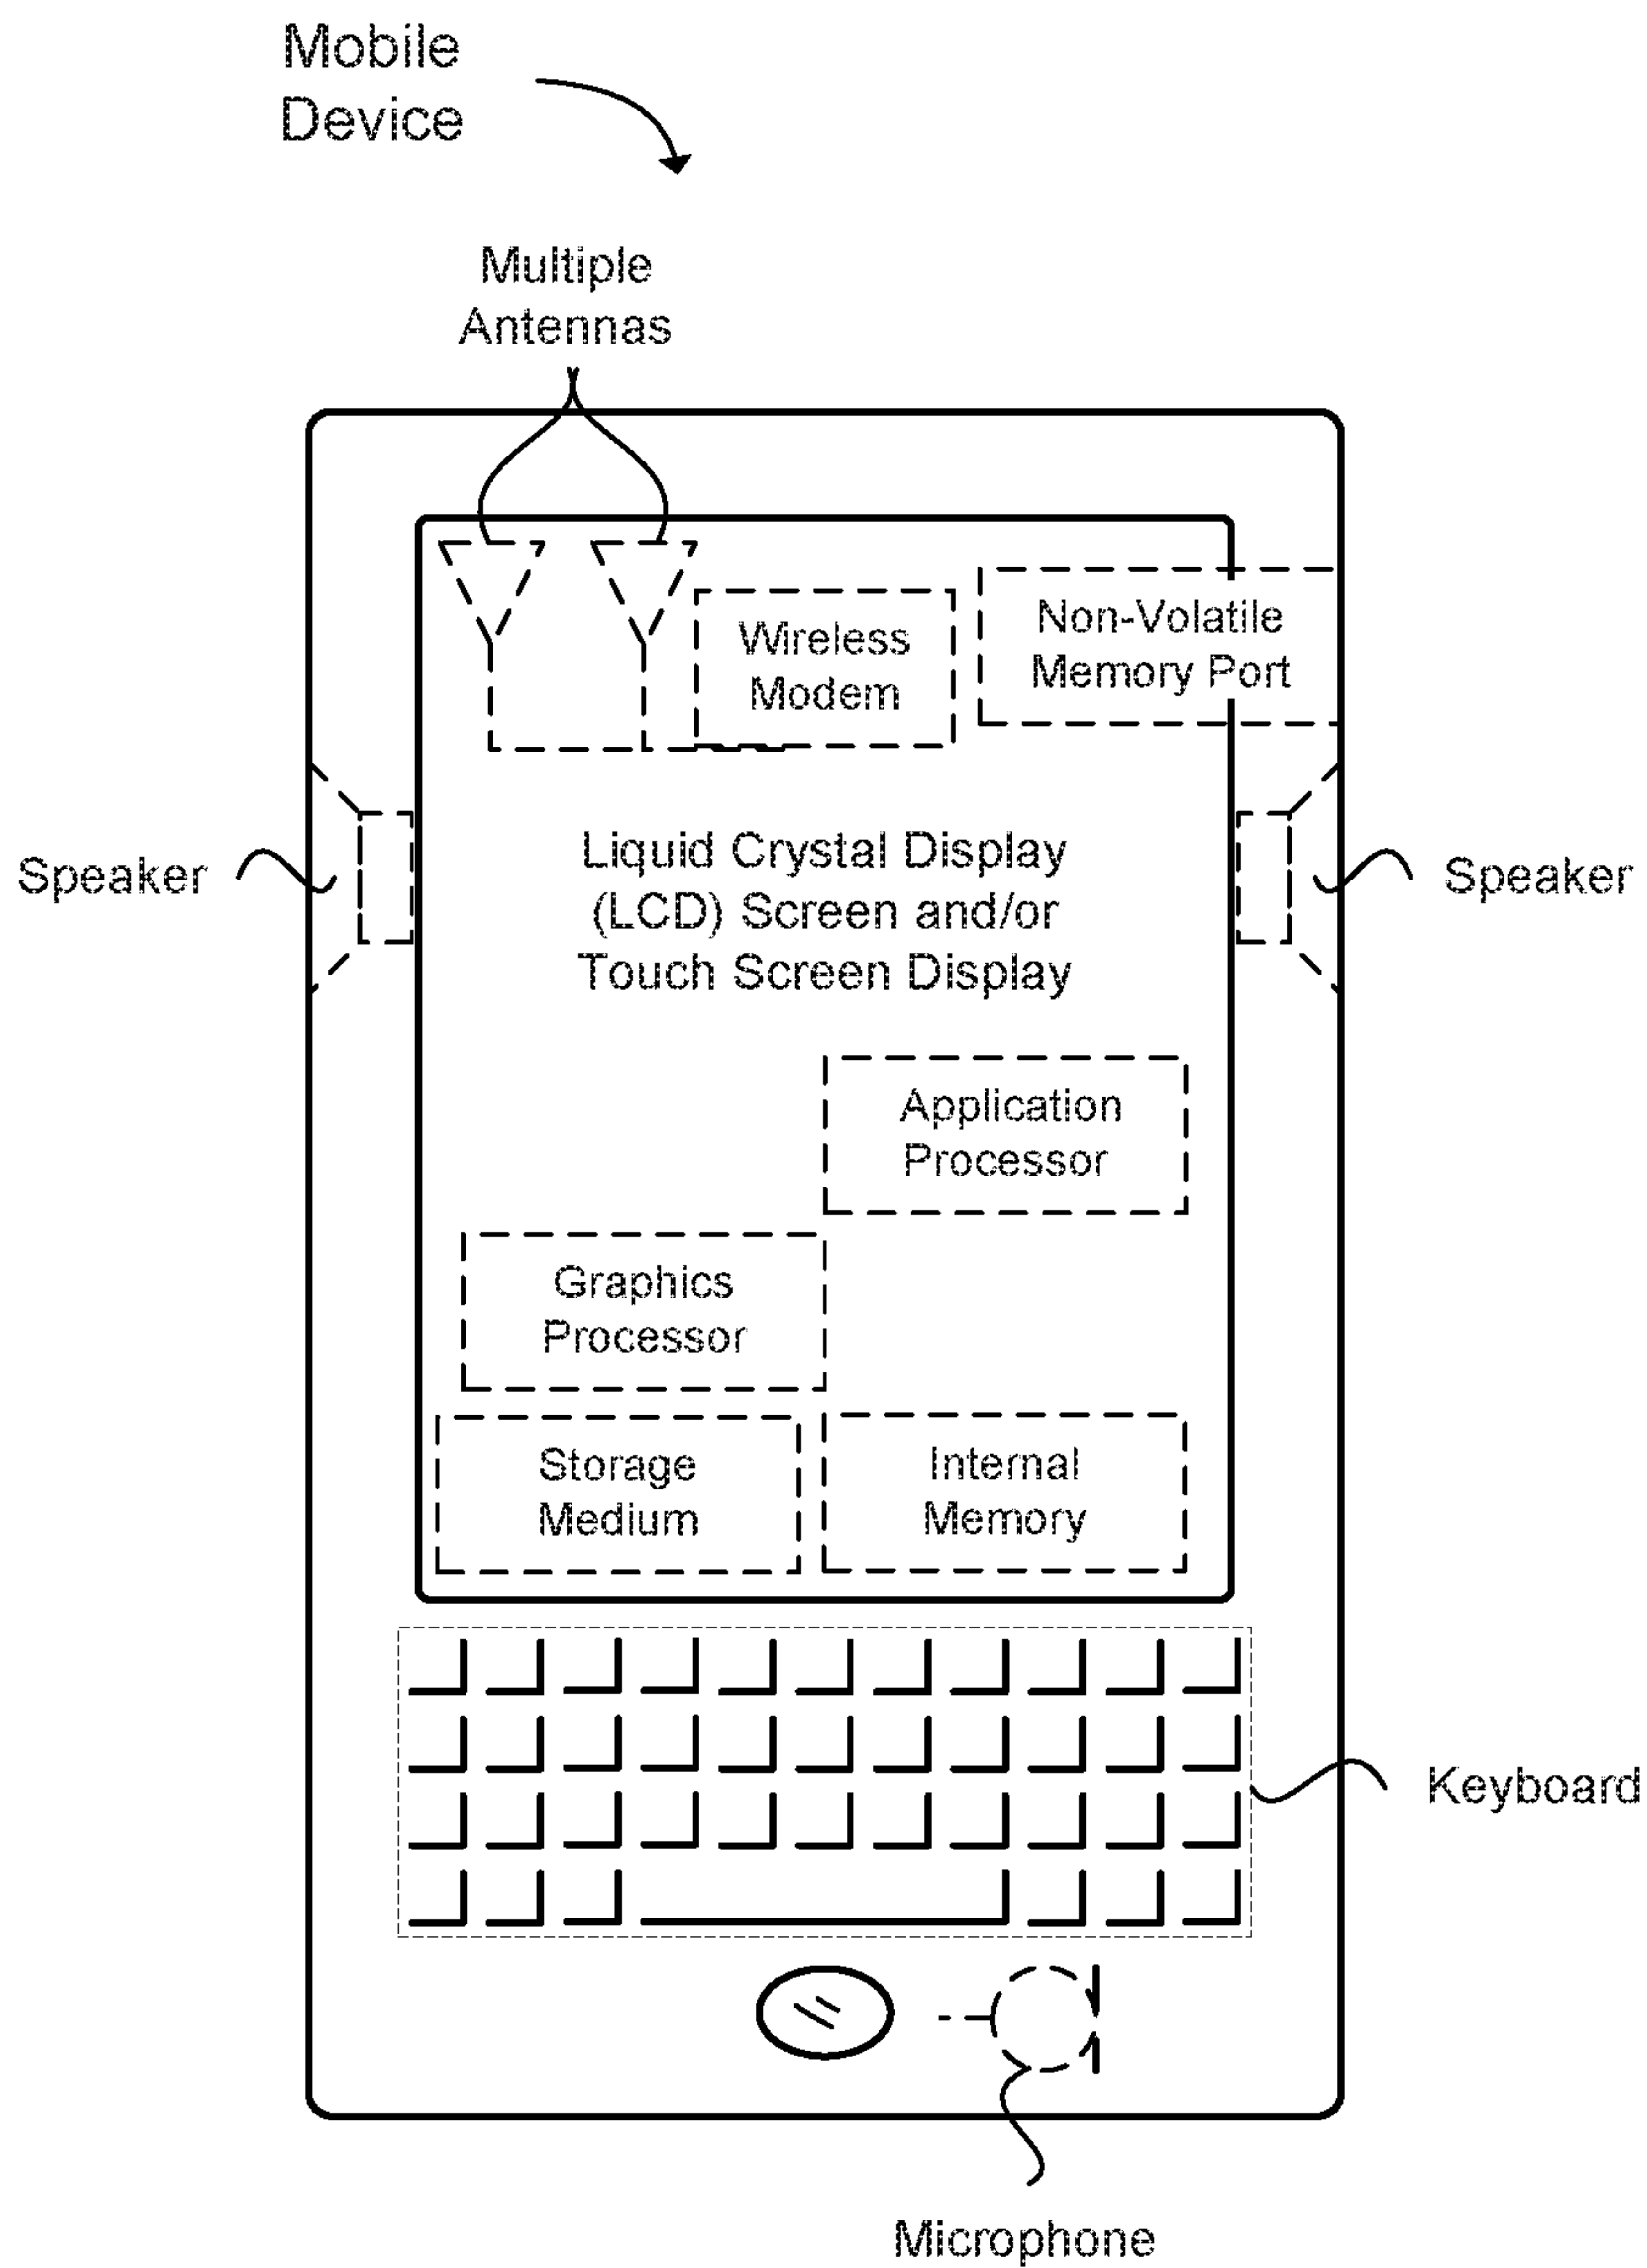 Mobile
Device
Multiple
Antennas
Wireless
Modem
Non-Volatile
Memory Port
Speaker
Liquid Crystal Display
(LCD) Screen and/or
Touch Screen Display
Speaker
Application
Processor
Graphics
Processor
Storage
Medium
Internal
Memory
Keyboard
Microphone